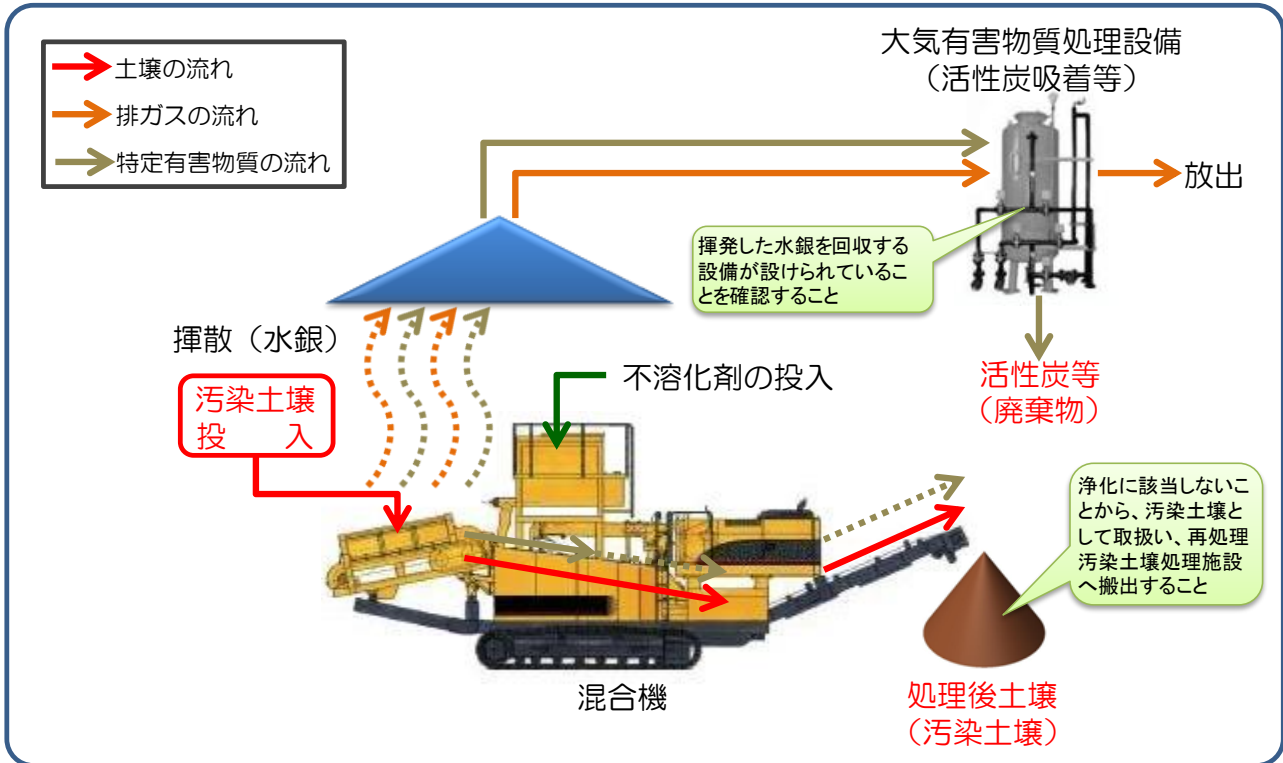 土壌の流れ
排ガスの流れ
特定有害物質の流れ
大気有害物質処理設備
（活性炭吸着等）
放出
揮発した水銀を回収する
設備が設けられているこ
とを確認すること
揮散（水銀）
汚染土壌
投　　入
不溶化剤の投入
活性炭等
（廃棄物）
浄化に該当しないこ
とから、汚染土壌と
して取扱い、再処理
汚染土壌処理施設
へ搬出すること
混合機
処理後土壌
（汚染土壌）